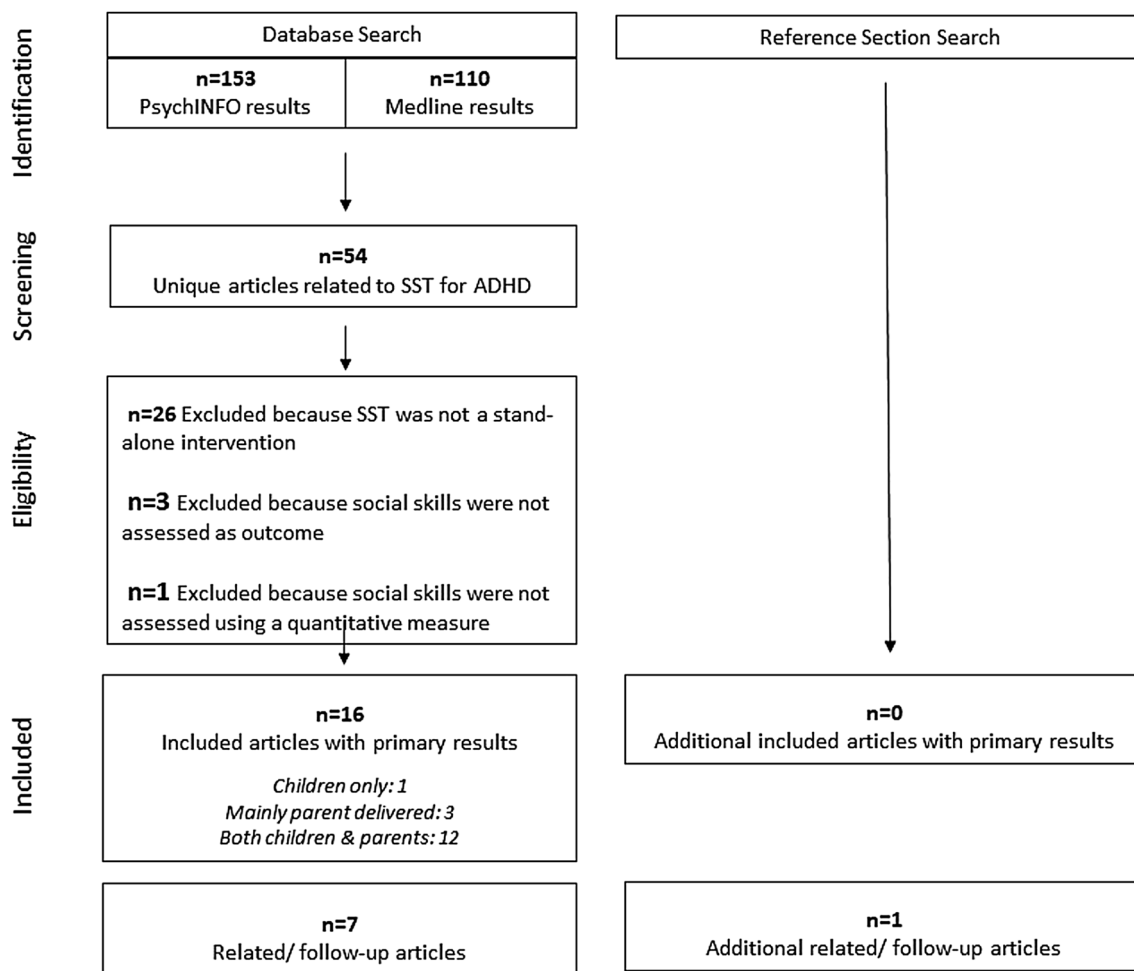 Identification
Database Search
n=153
PsychINFO results
n=110
Medline results
Reference Section Search
Screening
n=54
Unique articles related to SST for ADHD
Eligibility
n=26 Excluded because SST was not a stand-
alone intervention
n=3 Excluded because social skills were not
assessed as outcome
n=1 Excluded because social skills were not
assessed using a quantitative measure
Included
n=16
Included articles with primary results
Children only: 1
Mainly parent delivered: 3
Both children & parents: 12
n=0
Additional included articles with primary results
n=7
Related/ follow-up articles
n=1
Additional related/ follow-up articles